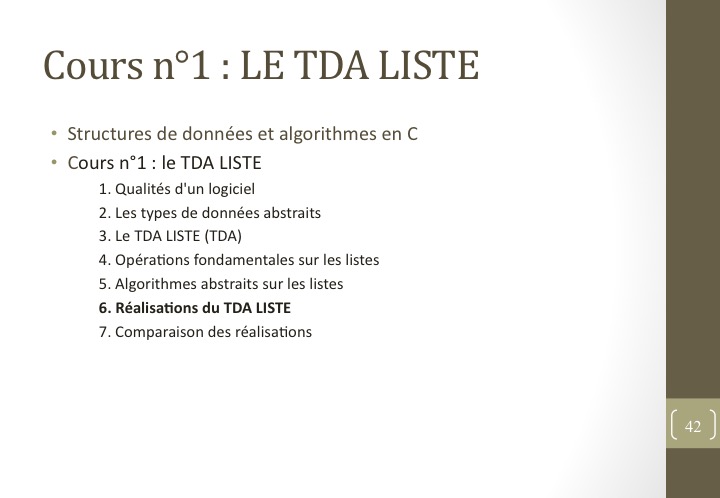 Cours n°1 : LE TDA LISTE
• Structures de données et algorithmes en C
• Cours n°1 : le TDA LISTE
1. Qualités d'un logiciel
2. Les types de données abstraits
3. Le TDA LISTE (TDA)
4. Opérations fondamentales sur les listes
5. Algorithmes abstraits sur les listes
6. Réalisations du TDA LISTE
7. Comparaison des réalisations
42